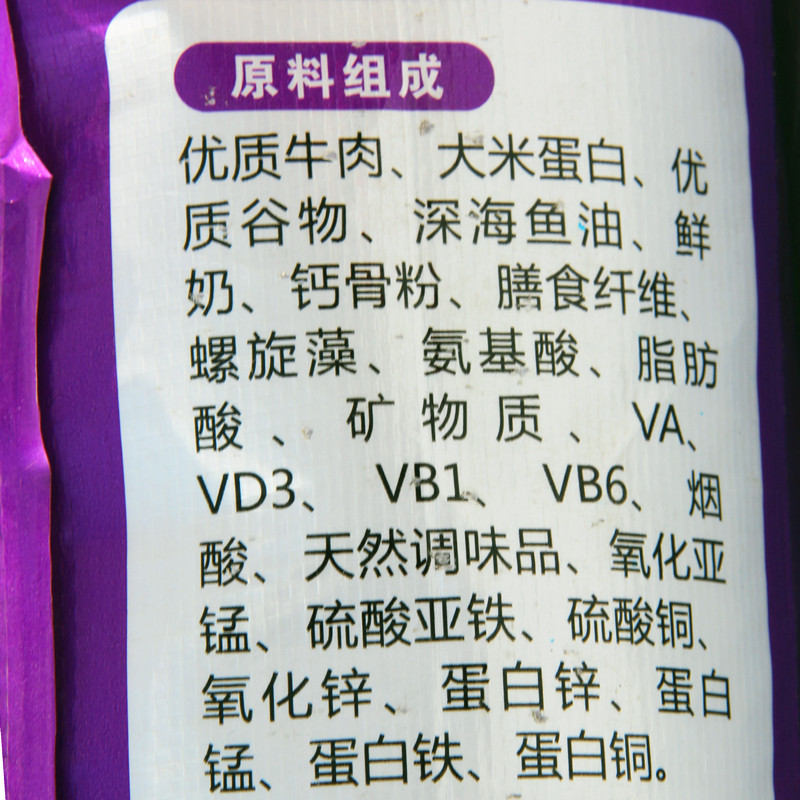 原料组成
优质牛肉、大米蛋白、优
质谷物、深海鱼油、鲜
奶、钙骨粉、膳食纤维、
螺旋藻、氨基酸、脂肪
酸、矿物质、VA、
VD3、VB1、VB6、烟
酸、天然调味品、氧化亚
锰、硫酸亚铁、硫酸铜、
氧化锌、蛋白锌、蛋白
锰、蛋白铁、蛋白铜。